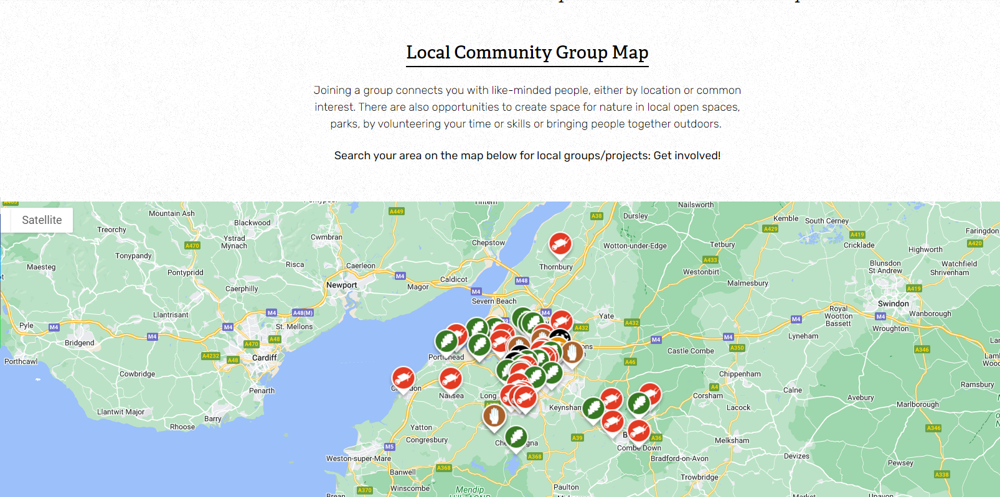 Local Community Group Map
Joining a group connects you with like-minded people, either by location or common
interest. There are also opportunities to create space for nature in local open spaces,
parks, by volunteering your time or skills or bringing people together outdoors.
Search your area on the map below for local groups/projects: Get involved!
Satellite
Mountain Ash
A449
A38
Dursley
Nailsworth
Kemble
South Cerney
Treorchy
Blackwood
A429
Faringdon
Ystrad
Mynach
Cwmbran
Chepstow
A419
A470
Wotton-under-Edge
Tetbury
Cricklade
A420
Tonypandy
Highworth
Maesteg
Risca
Caerleon
Thornbury
A433
Blunsdon
St Andrew
Watchfield
Pontypridd
Westonbirt
Shrivenham
M4
Caldicot
M48
Newport
Magor
Malmesbury
Caerphilly
M4
A419
Severn Beach
Swindon
Llantrisant
M4
A48(M)
M4
Yate
Royal
Wootton
Bassett
M4
Wanborough
Pyle
M4
M4
St. Mellons
A432
A432
M4
Wroughton
Bridgend
M4
A48
M4
M4
Lyneham
A470
A350
A346
Castle Combe
Porthcawl
A4232
A48
Cardiff
Portishead
A46
Cowbridge
Chippenham
Ramsbury
Penarth
A4
Calne
Nailsea
Corsham
Avebury
Long
Keynsham
Lacock
Marlborough
Llantwit Major
Barry
Rhoose
Yatton
A346
Congresbury
A39
A36
Melksham
M5
Combe Down
Weston-super-Mare
A368
Bradford-on-Avon
Devizes
Pewsey
A368
Banwell
Trowbridge
A338
Winscombe
Mendip
Paulton
A370